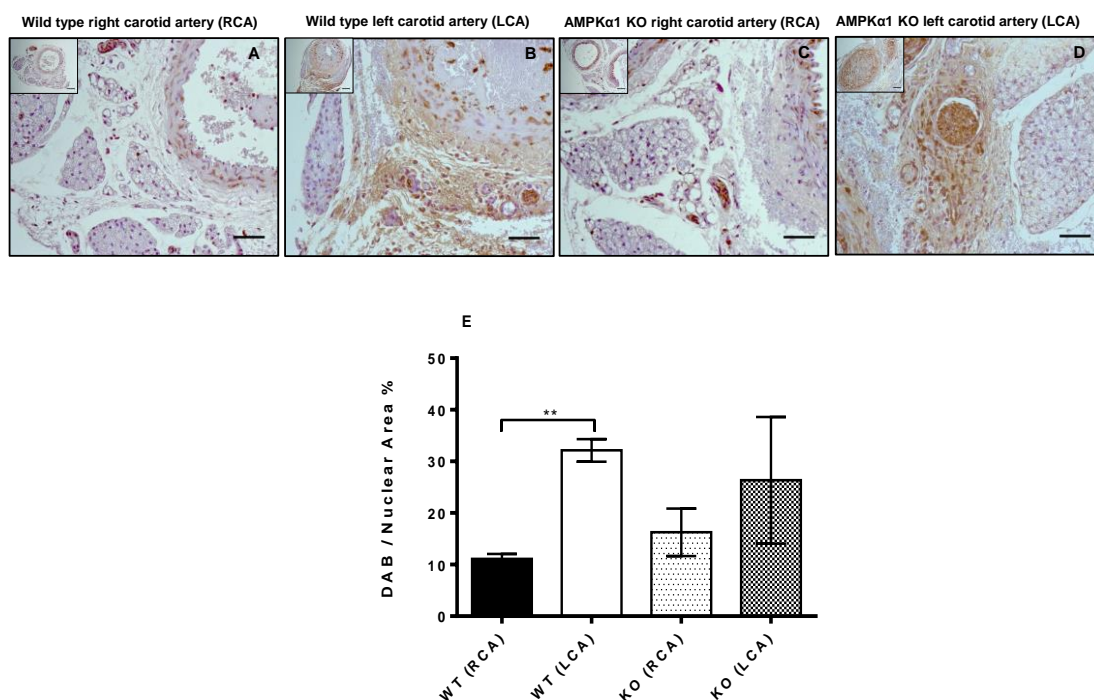 Wild type right carotid artery (RCA) Wild type left carotid artery (LCA) AMPKα1 KO right carotid artery (RCA) AMPKα1 KO left carotid artery (LCA)
A B C D
E
50
40
30
20
10
0
DAB / Nuclear Area %
**
WT (RCA) WT (LCA) KO (RCA) KO (LCA)